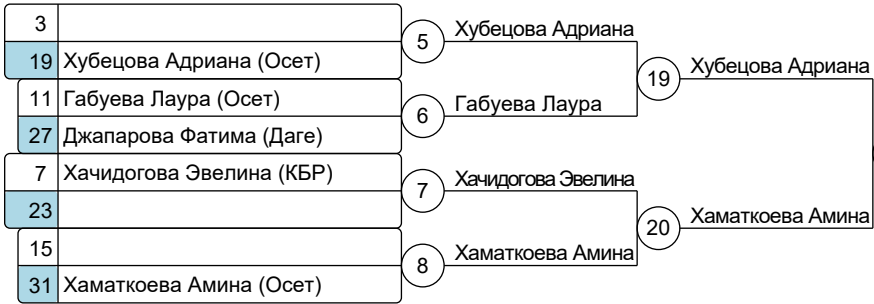 3
5
Хубецова Адриана
19 Хубецова Адриана (Осет)
19
Хубецова Адриана
11 Габуева Лаура (Осет)
6
Габуева Лаура
27 Джапарова Фатима (Даге)
7 Хачидогова Эвелина (КБР)
7
Хачидогова Эвелина
23
20
Хаматкоева Амина
15
8
Хаматкоева Амина
31 Хаматкоева Амина (Осет)